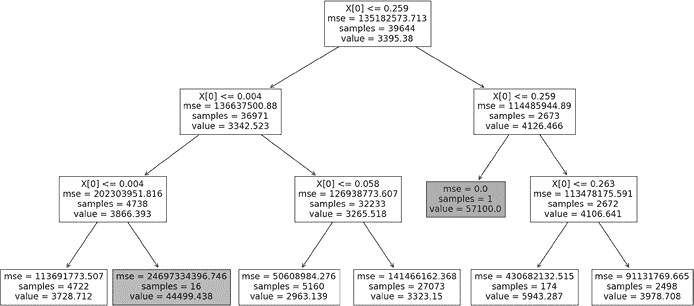 X[0] <= 0.259
mse = 135182573.713
samples = 39644
value = 3395.38
X[0] <= 0.004
mse = 136637500.88
samples = 36971
value = 3342.523
X[0] <= 0.259
mse = 114485944.89
samples = 2673
value = 4126.466
X[0] <= 0.004
mse = 202303951.816
samples = 4738
value = 3866.393
X[0] <= 0.058
mse = 126938773.607
samples = 32233
value = 3265.518
mse = 0.0
samples = 1
value = 57100.0
X[0] <= 0.263
mse = 113478175.591
samples = 2672
value = 4106.641
mse = 113691773.507
samples = 4722
value = 3728.712
mse = 24697334396.746
samples = 16
value = 44499.438
mse = 50608984.276
samples = 5160
value = 2963.139
mse = 141466162.368
samples = 27073
value = 3323.15
mse = 430682132.515
samples = 174
value = 5943.287
mse = 91131769.665
samples = 2498
value = 3978.708